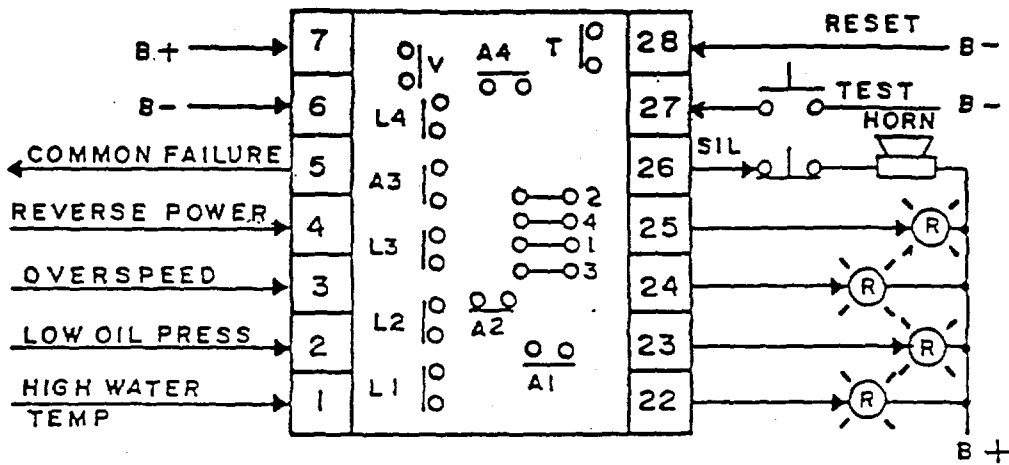 B+
7
B-
6
COMMON FAILURE
5
REVERSE POWER
4
OVERSPEED
3
LOW OIL PRESS
2
HIGH WATER
TEMP
1
V
A4
T
L4
A3
L3
L2
A2
L1
A1
2
4
1
3
28
RESET
B-
27
TEST
B-
26
SIL
HORN
25
R
24
R
23
R
22
R
B+